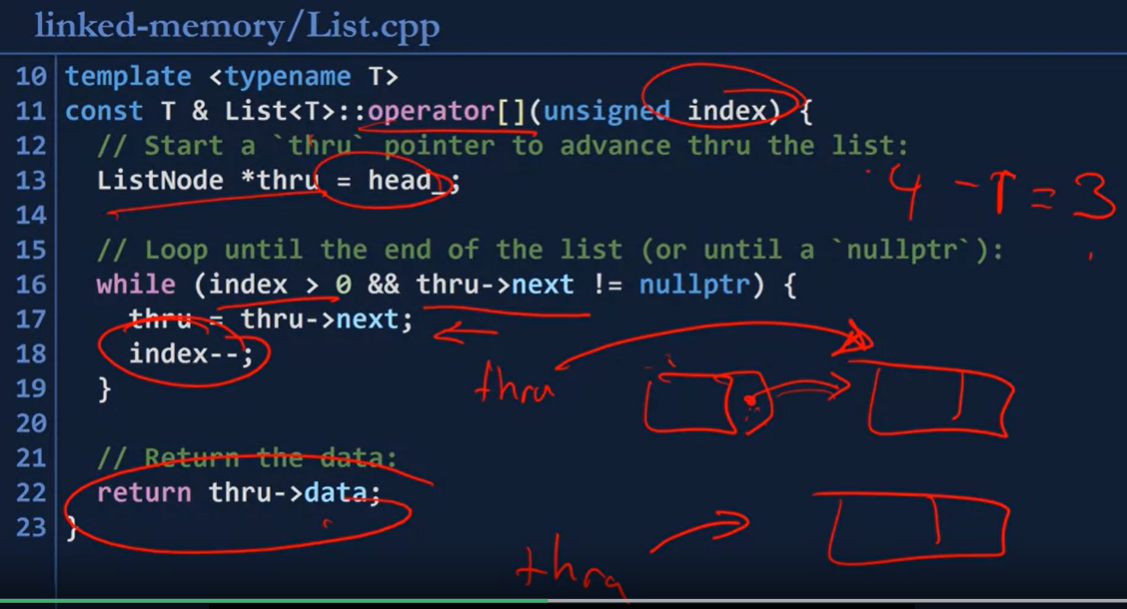 linked-memory/List.cpp
10 template <typename T>
11 const T & List<T>::operator[](unsigned index) {
12 // Start a `thru` pointer to advance thru the list:
13 ListNode *thru = head_;
4 - 1 = 3
14
15 // Loop until the end of the list (or until a `nullptr`):
16 while (index > 0 && thru->next != nullptr) {
17 thru = thru->next;
18 index--;
thru
19 }
20
21 // Return the data:
22 return thru->data;
23 }
thru